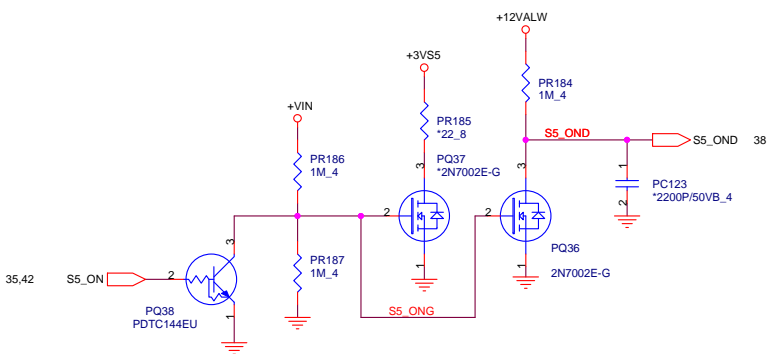 +12VALW
+3VS5
PR184
1M_4
+VIN
PR185
*22_8
S5_OND
S5_OND 38
3
3
1
PR186
1M_4
PQ37
*2N7002E-G
PC123
*2200P/50VB_4
2
2
2
3
PR187
1M_4
PQ36
2N7002E-G
1
1
35,42
S5_ON
2
S5_ONG
PQ38
PDTC144EU
1